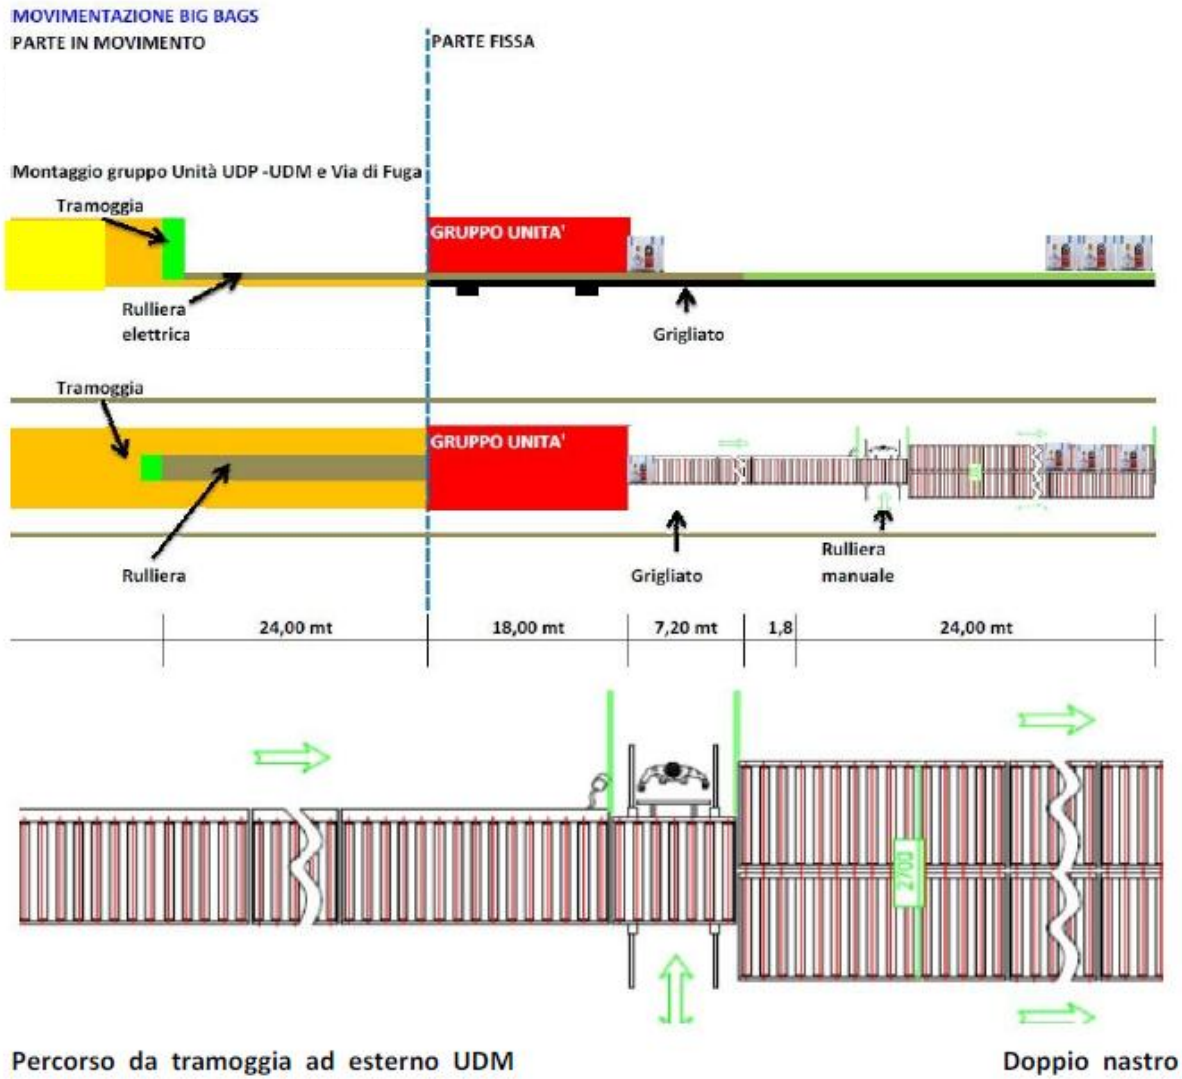 MOVIMENTAZIONE BIG BAGS
PARTE IN MOVIMENTO
PARTE FISSA
Montaggio gruppo Unità UDP -UDM e Via di Fuga
Tramoggia
GRUPPO UNITA'
Rulliera
elettrica
Grigliato
Tramoggia
GRUPPO UNITA'
Rulliera
Grigliato
Rulliera
manuale
24,00 mt
18,00 mt
7,20 mt
1,8
24,00 mt
2700
Percorso da tramoggia ad esterno UDM
Doppio nastro